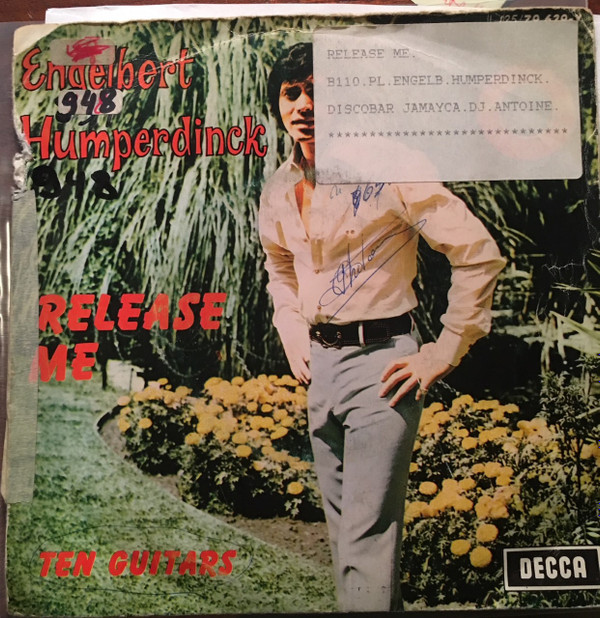 Engelbert
948
Humperdinck
RELEASE ME.
B110.PL.ENGELB.HUMPERDINCK.
DISCOBAR JAMAYCA.DJ.ANTOINE.
*****************************
RELEASE
ME
TEN GUITARS
DECCA